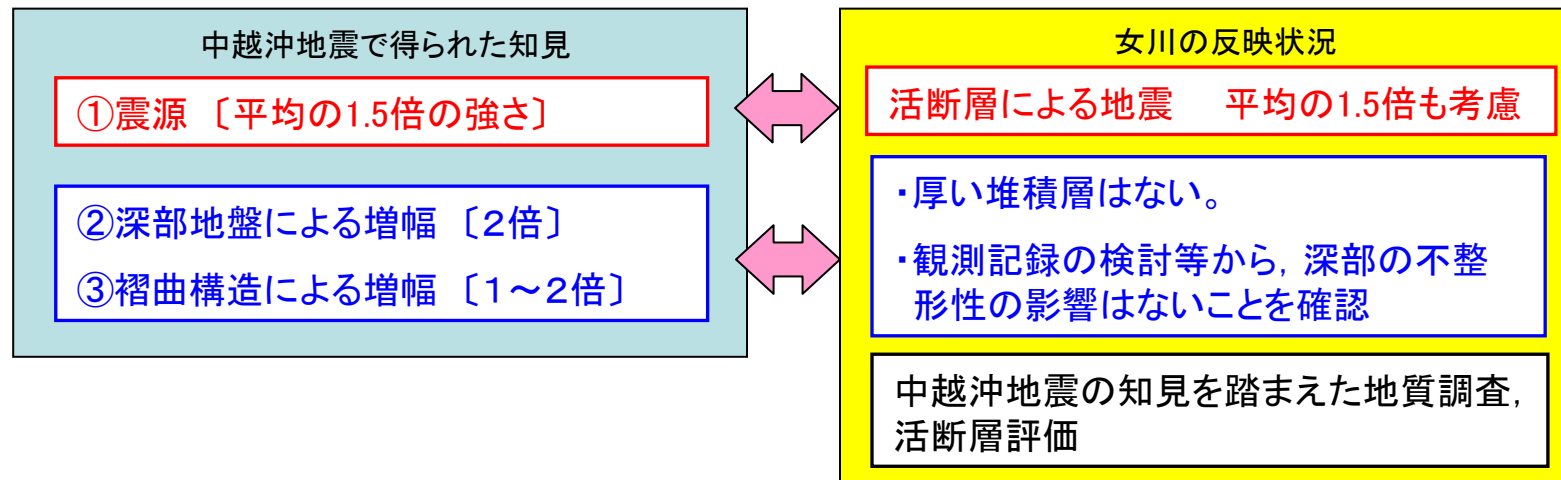 中越沖地震で得られた知見
①震源 〔平均の1.5倍の強さ〕
②深部地盤による増幅 〔２倍〕
③褶曲構造による増幅 〔１～２倍〕
女川の反映状況
活断層による地震 平均の1.5倍も考慮
・厚い堆積層はない。
・観測記録の検討等から，深部の不整
形性の影響はないことを確認
中越沖地震の知見を踏まえた地質調査，
活断層評価